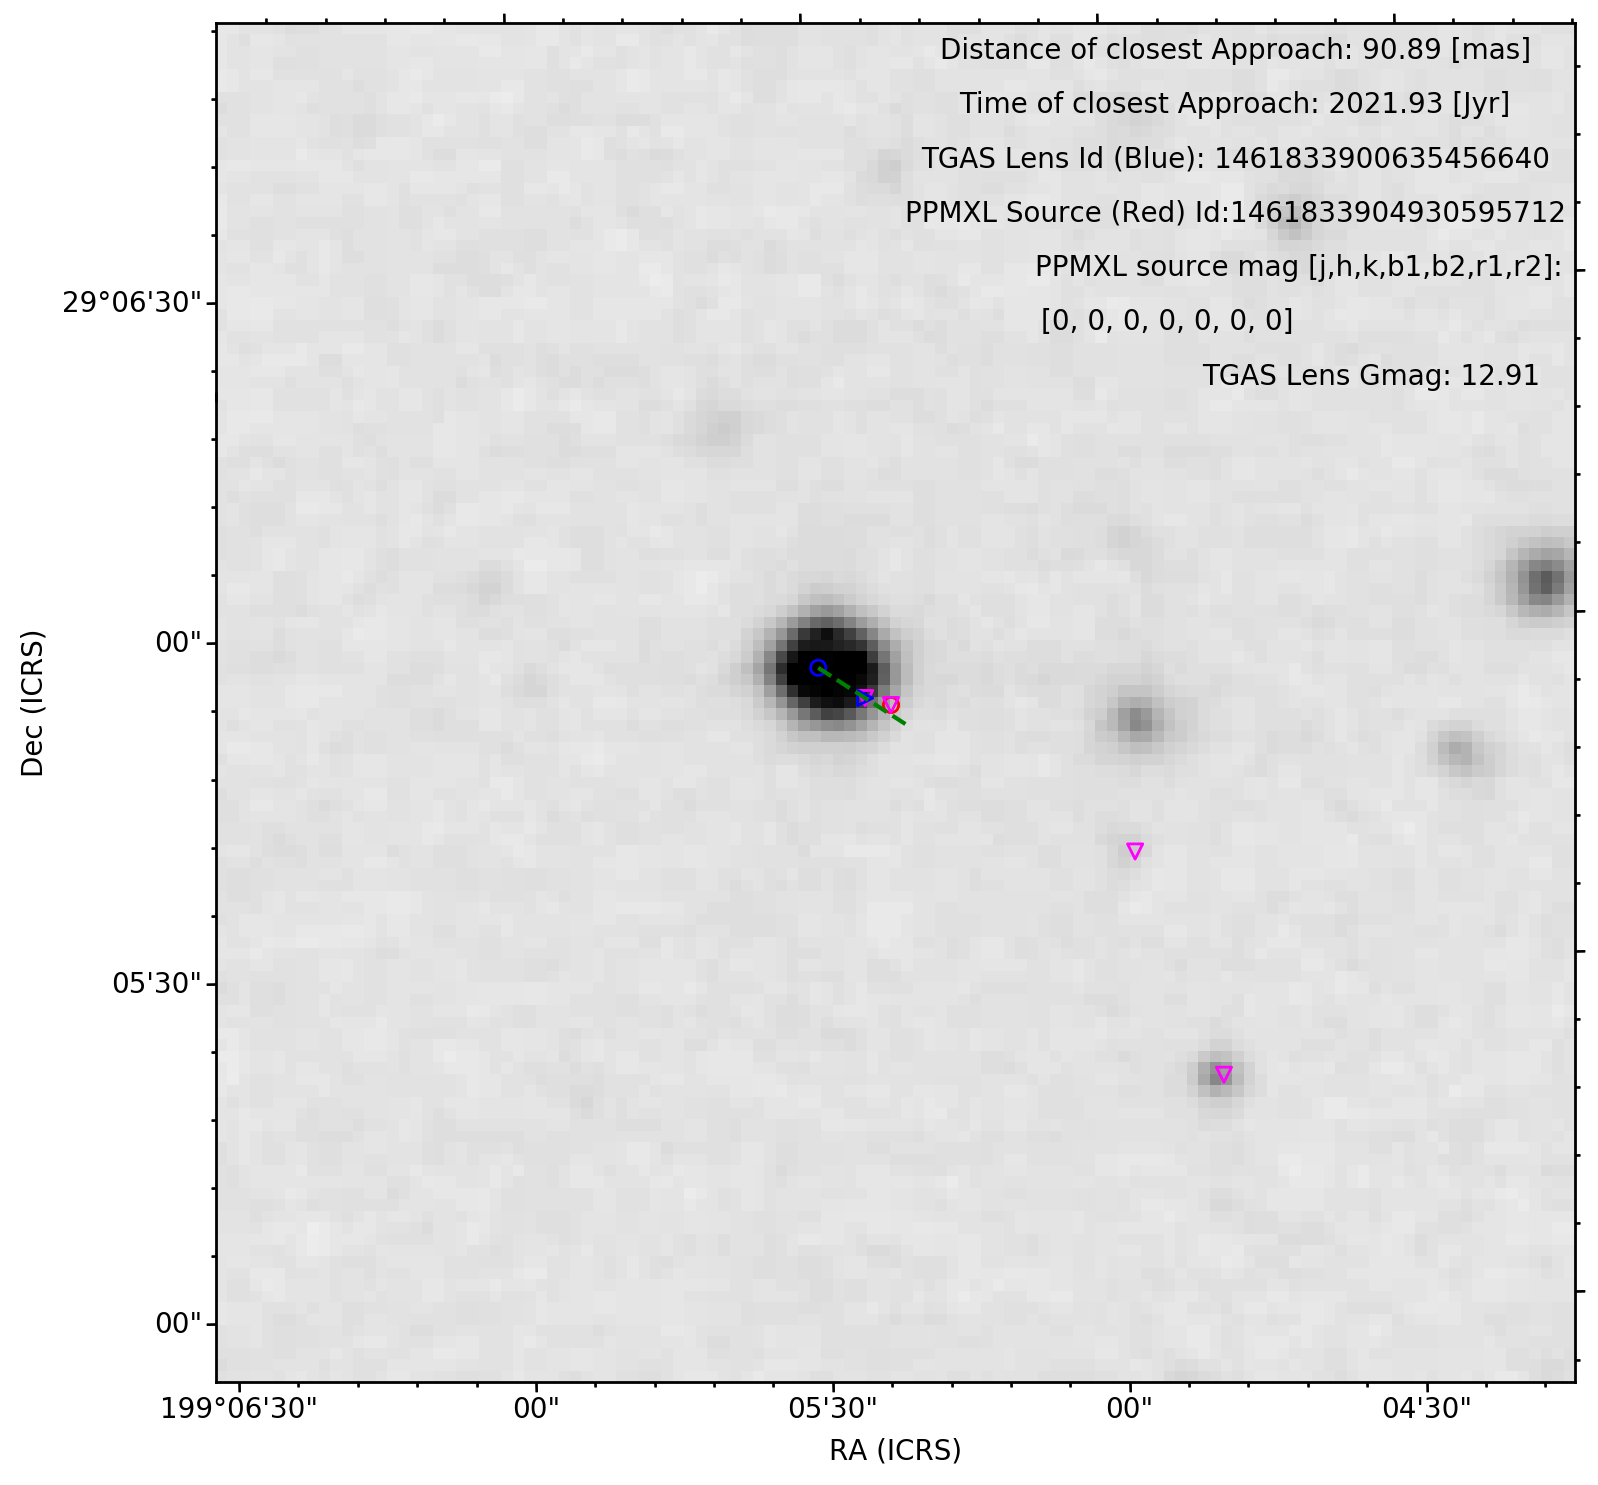 Distance of closest Approach: 90.89 [mas]
Time of closest Approach: 2021.93 [Jyr]
TGAS Lens Id (Blue): 1461833900635456640
PPMXL Source (Red) Id:1461833904930595712
PPMXL source mag [j,h,k,b1,b2,r1,r2]:
[0, 0, 0, 0, 0, 0, 0]
TGAS Lens Gmag: 12.91
29°06'30"
00"
05'30"
00"
Dec (ICRS)
199°06'30" 00" 05'30" 00" 04'30"
RA (ICRS)